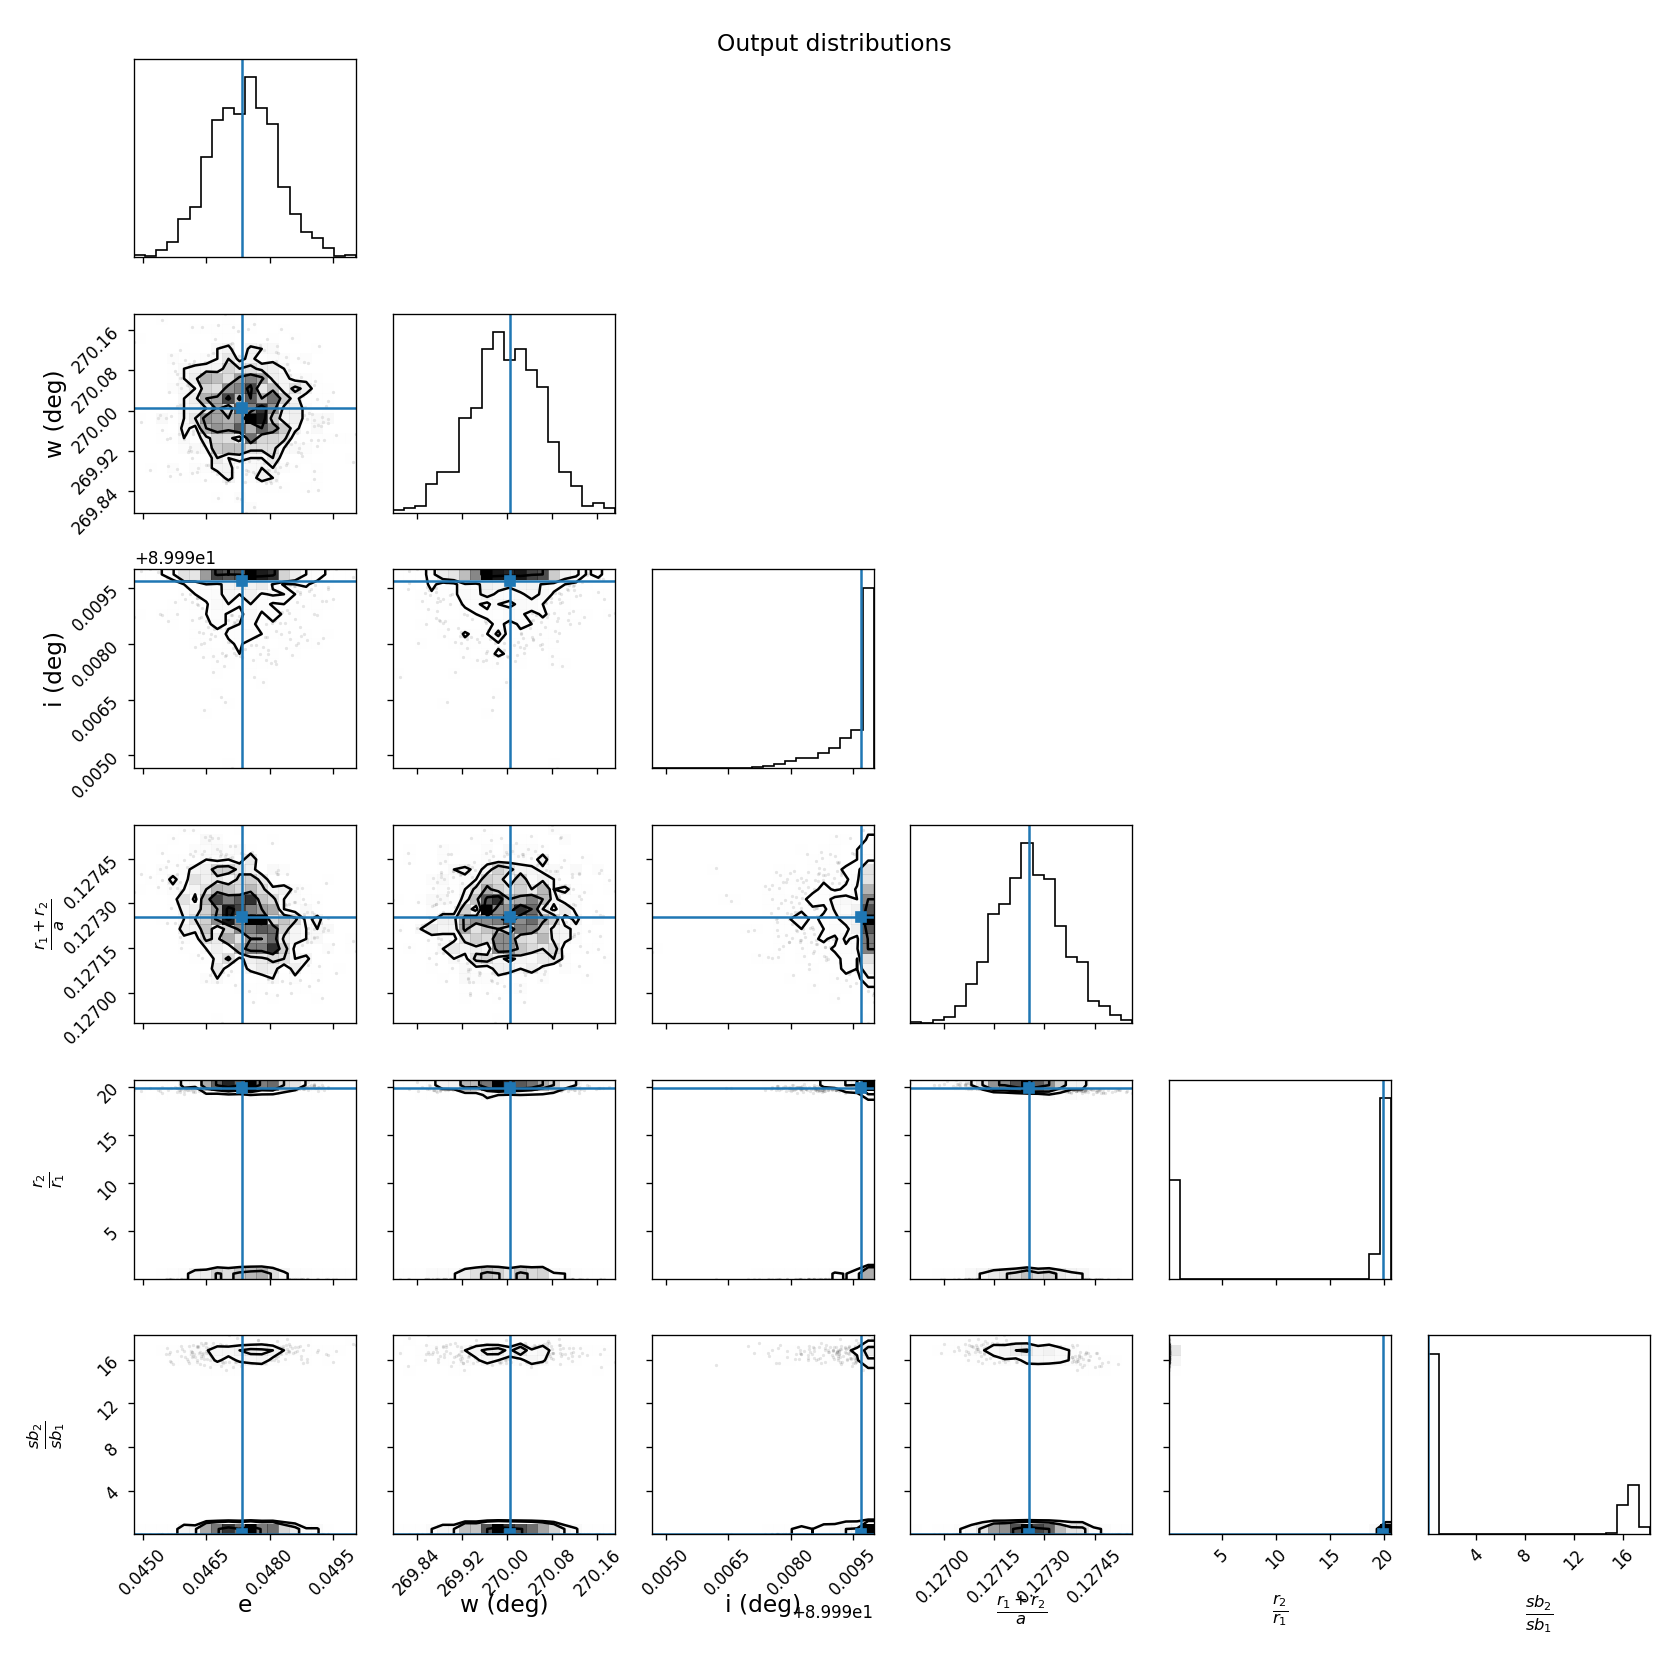 Output distributions
w (deg)
270.16
270.08
270.00
269.92
269.84
+8.999e1
i (deg)
0.0095
0.0080
0.0065
0.0050
r₁ + r₂
a
0.12745
0.12730
0.12715
0.12700
r₂
r₁
20
15
10
5
sb₂
sb₁
16
12
8
4
0.0450 0.0465 0.0480 0.0495 269.84 269.92 270.00 270.08 270.16 0.0050 0.0065 0.0080 0.0095 0.12700 0.12715 0.12730 0.12745 5 10 15 20 4 8 12 16
e w (deg) i (deg) +8.999e1 r₁ + r₂ r₂ sb₂
a r₁ sb₁